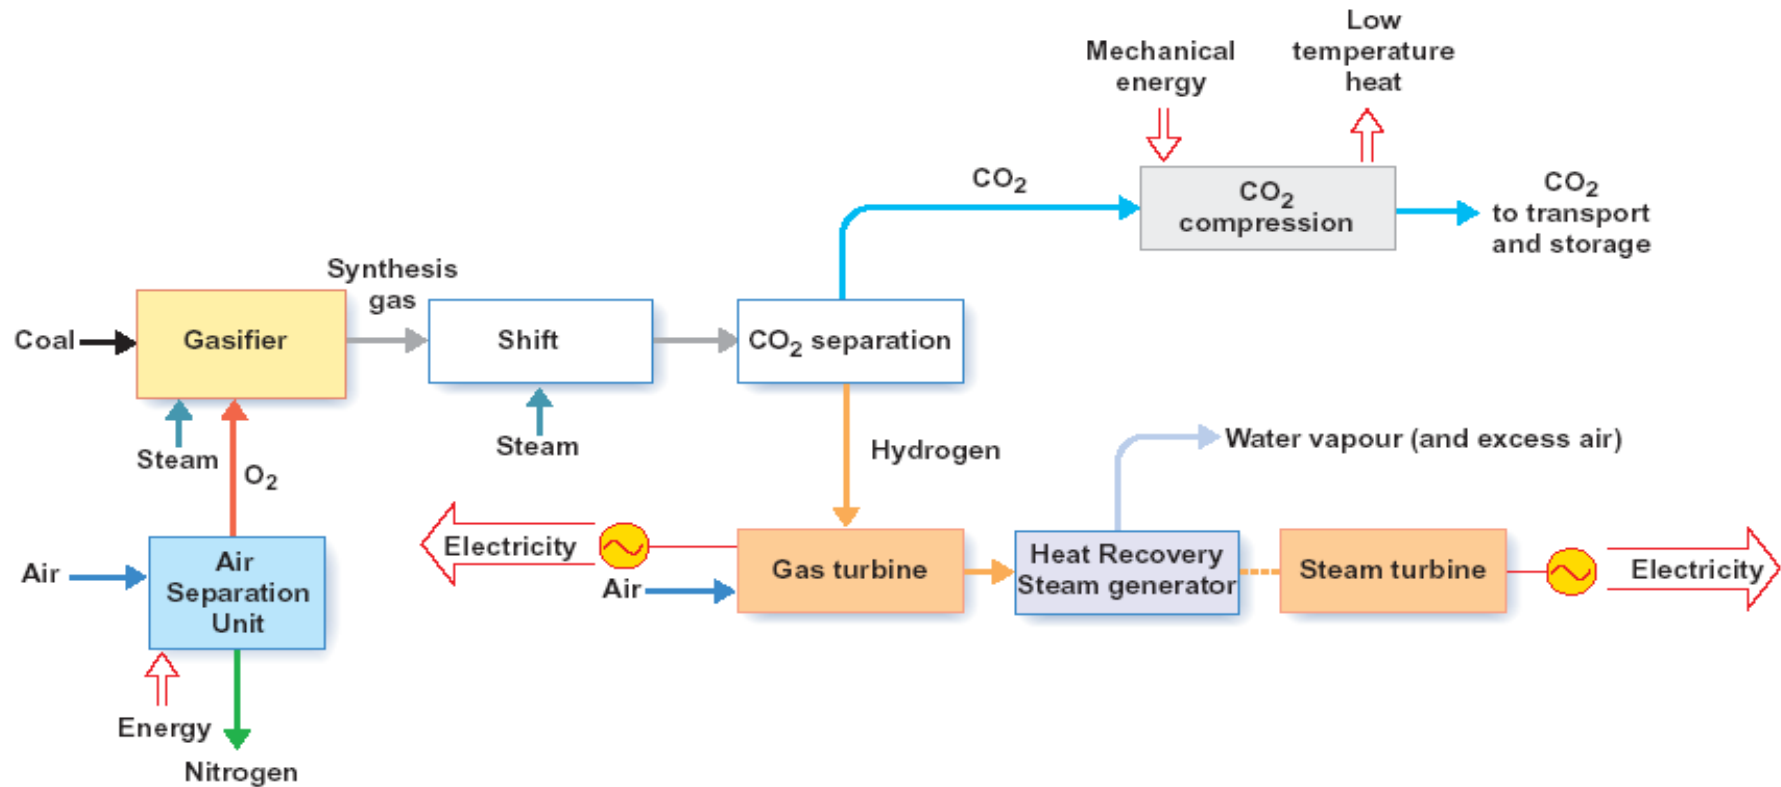 Low
temperature
heat
Mechanical
energy
CO2
CO2
compression
CO2
to transport
and storage
Synthesis
gas
Coal
Gasifier
Shift
CO2 separation
Steam
O2
Steam
Hydrogen
Water vapour (and excess air)
Air
Air
Separation
Unit
Electricity
Air
Gas turbine
Heat Recovery
Steam generator
Steam turbine
Electricity
Energy
Nitrogen